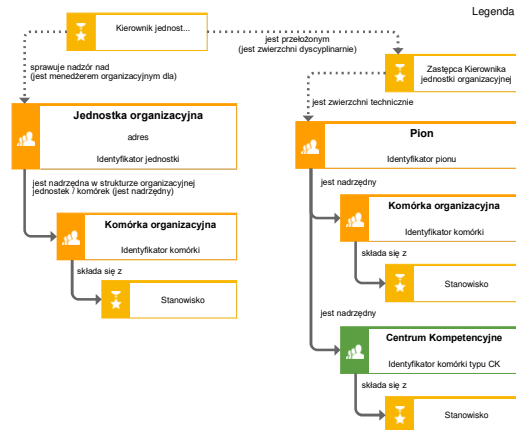 Legenda
Kierownik jednost...
jest przełożonym
(jest zwierzchni dyscyplinarnie)
sprawuje nadzór nad
(jest menedżerem organizacyjnym dla)
Zastępca Kierownika
jednostki organizacyjnej
jest zwierzchni technicznie
Jednostka organizacyjna
adres
Identyfikator jednostki
Pion
Identyfikator pionu
jest nadrzędna w strukturze organizacyjnej
jednostek / komórek (jest nadrzędny)
jest nadrzędny
Komórka organizacyjna
Identyfikator komórki
Komórka organizacyjna
Identyfikator komórki
składa się z
składa się z
Stanowisko
Stanowisko
jest nadrzędny
Centrum Kompetencyjne
Identyfikator komórki typu CK
składa się z
Stanowisko